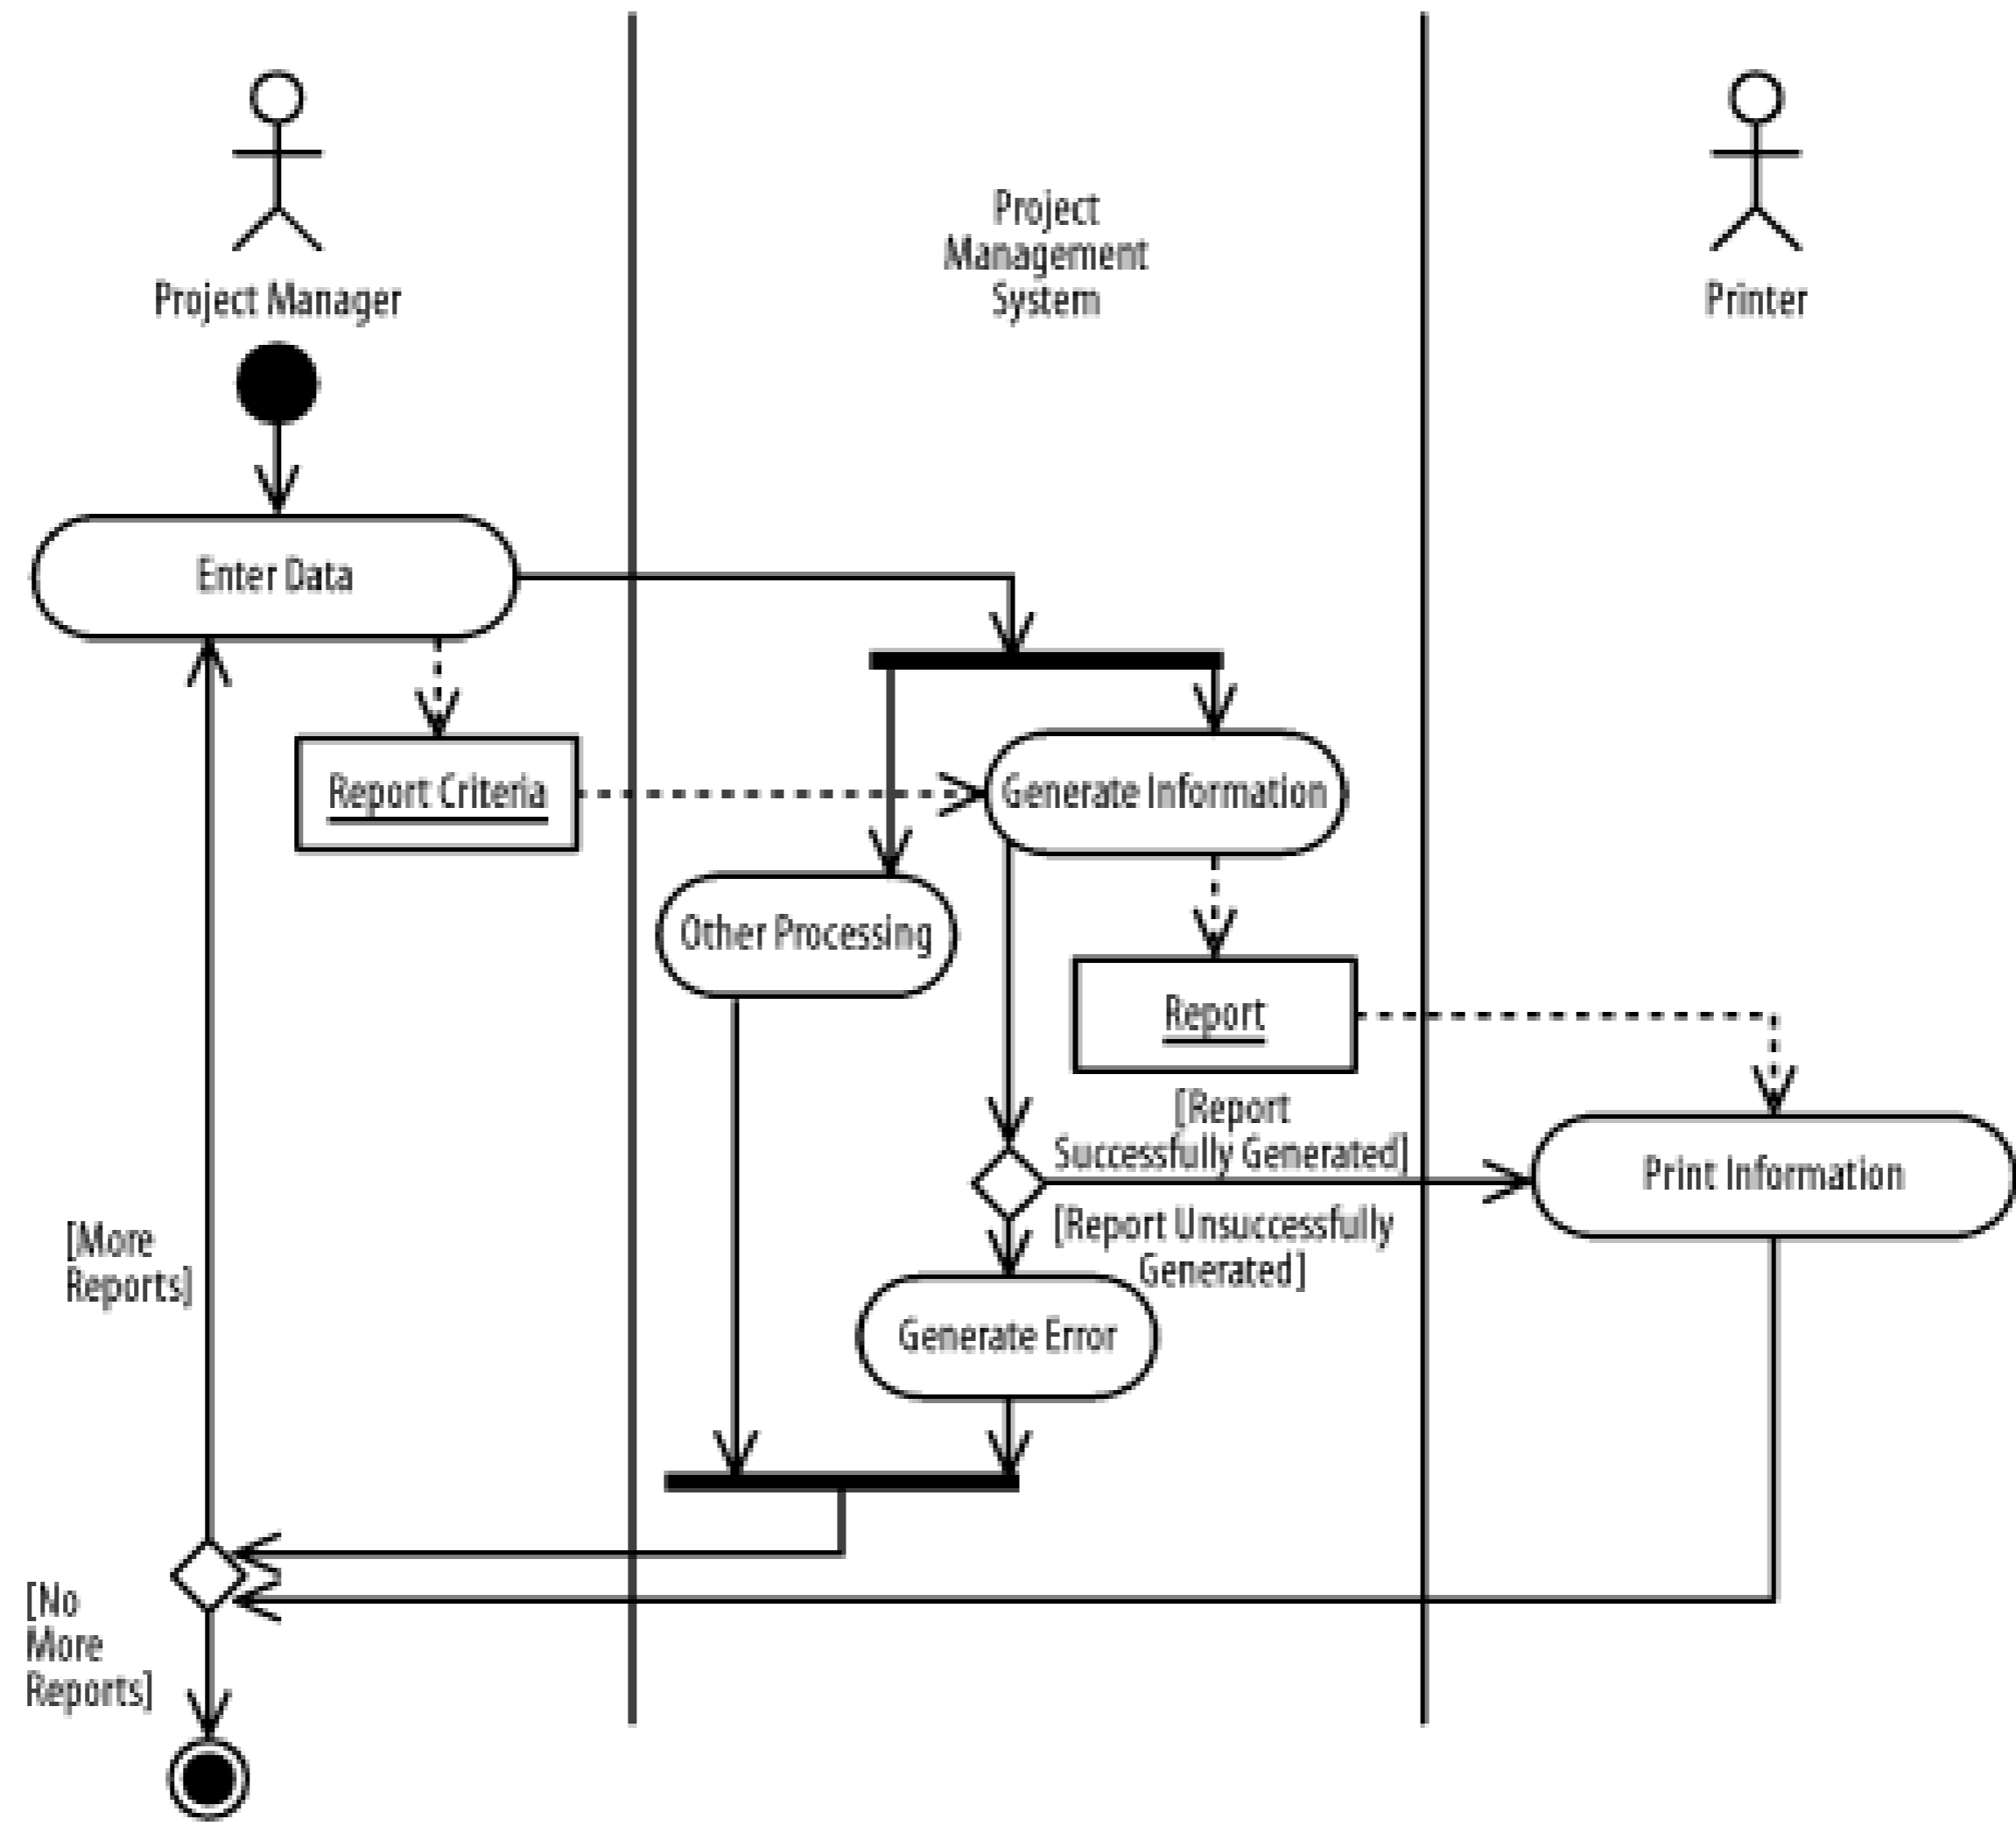 Project
Management
System
Project Manager
Printer
Enter Data
Report Criteria
Generate Information
Other Processing
Report
[Report
Successfully Generated]
Print Information
[Report Unsuccessfully
Generated]
[More
Reports]
Generate Error
[No
More
Reports]